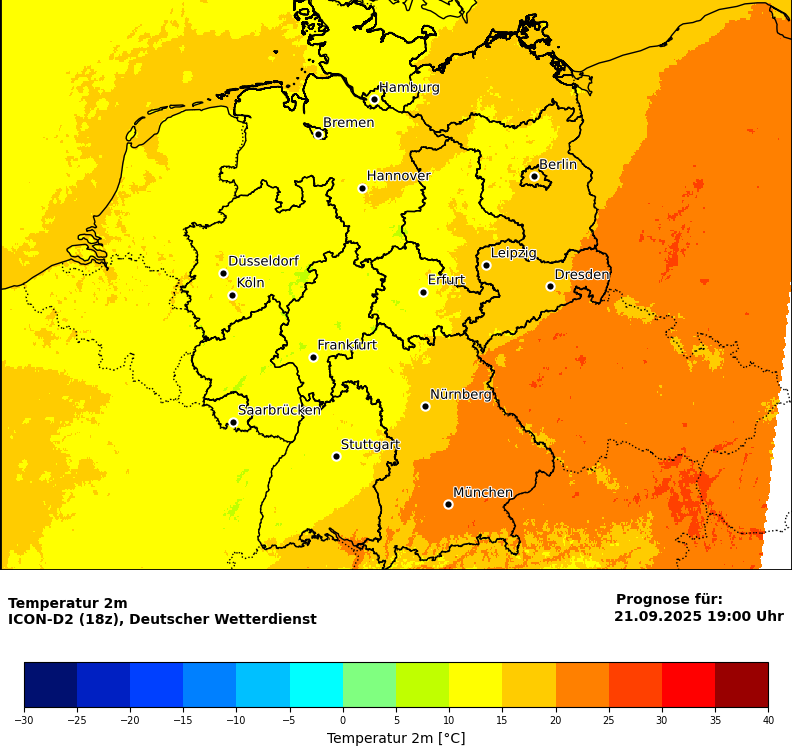 Hamburg
Bremen
Berlin
Hannover
Leipzig
Düsseldorf
Dresden
Köln
Erfurt
Frankfurt
Nürnberg
Saarbrücken
Stuttgart
München
Temperatur 2m
ICON-D2 (18z), Deutscher Wetterdienst
Prognose für:
21.09.2025 19:00 Uhr
−30 −25 −20 −15 −10 −5 0 5 10 15 20 25 30 35 40
Temperatur 2m [°C]